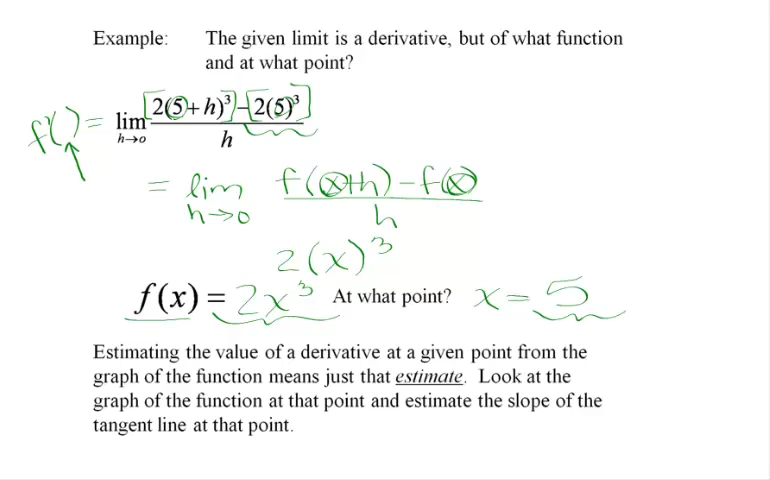 Example: The given limit is a derivative, but of what function
and at what point?
f'( ) = lim h→0 [2(5+h)³] − [2(5)³] / h
= lim h→0 f(x+h) − f(x) / h
2(x)³
f(x) = 2x³ At what point? x = 5
Estimating the value of a derivative at a given point from the
graph of the function means just that estimate. Look at the
graph of the function at that point and estimate the slope of the
tangent line at that point.